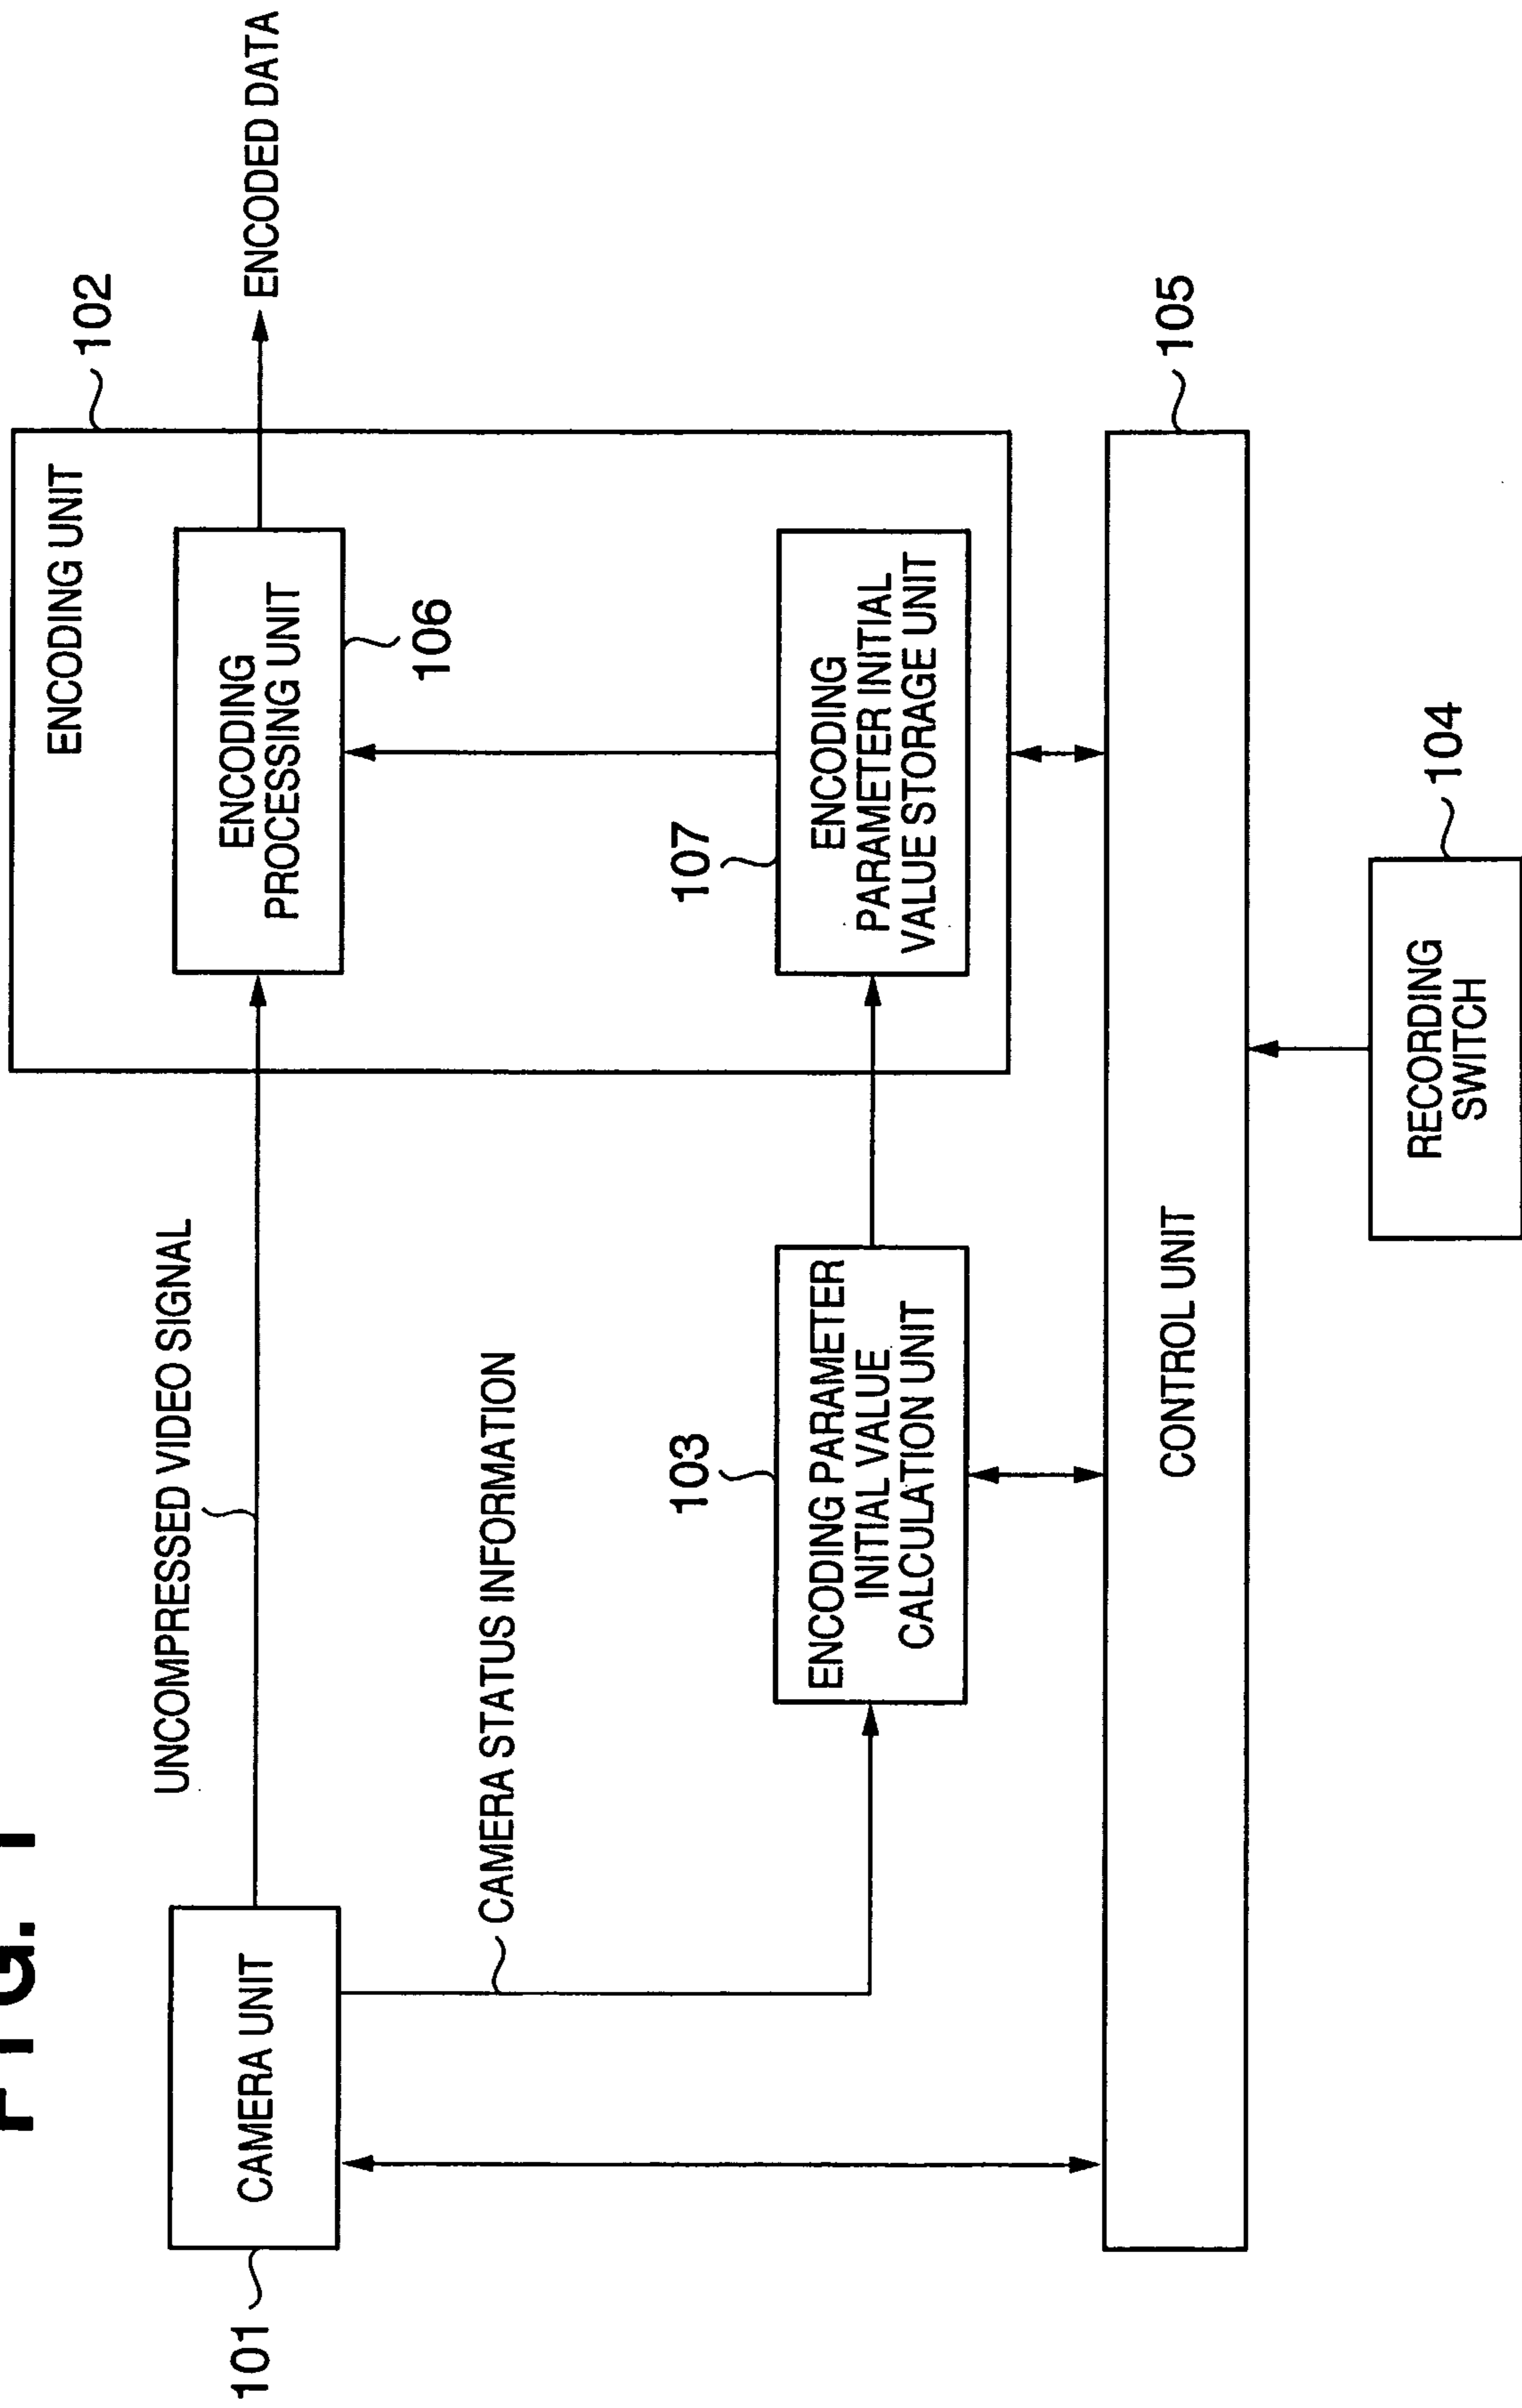 FIG. 1
UNCOMPRESSED VIDEO SIGNAL
102
ENCODING UNIT
101
CAMERA UNIT
ENCODING
PROCESSING UNIT
106
ENCODED DATA
CAMERA STATUS INFORMATION
103
ENCODING PARAMETER
INITIAL VALUE
CALCULATION UNIT
107
ENCODING
PARAMETER INITIAL
VALUE STORAGE UNIT
105
CONTROL UNIT
104
RECORDING
SWITCH